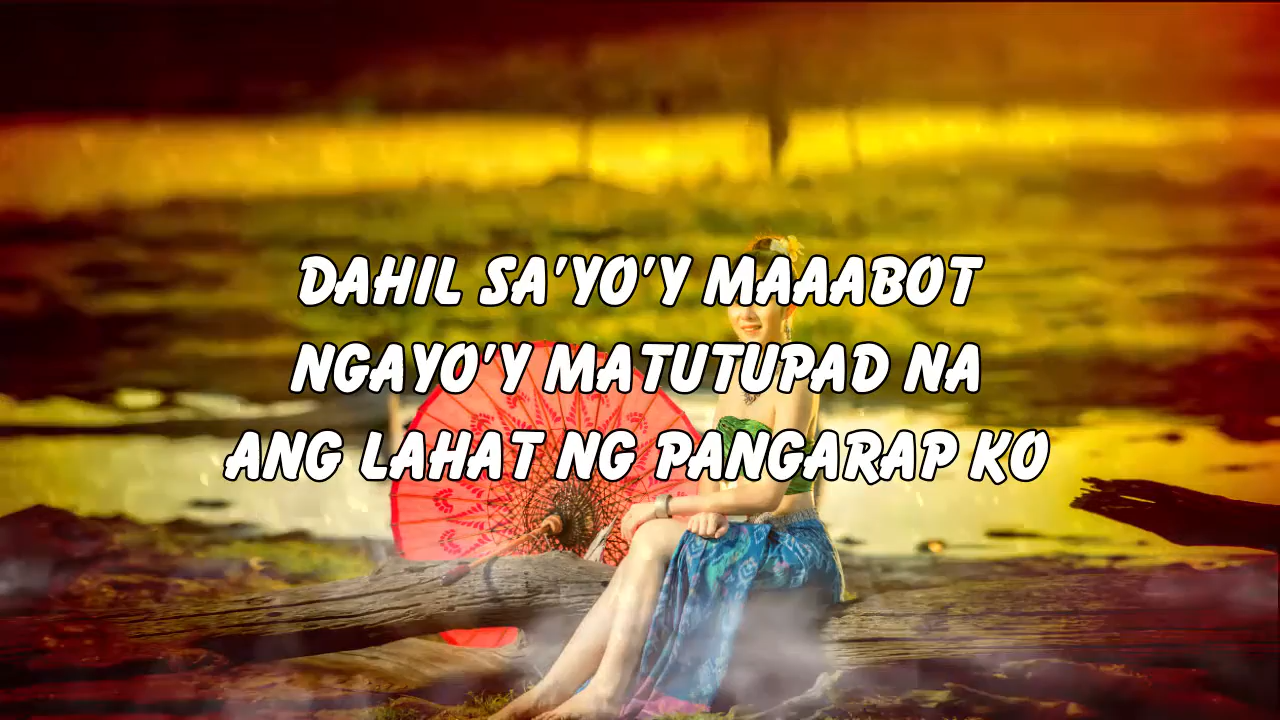 DAHIL SA'YO'Y MAAABOT
NGAYO'Y MATUTUPAD NA
ANG LAHAT NG PANGARAP KO